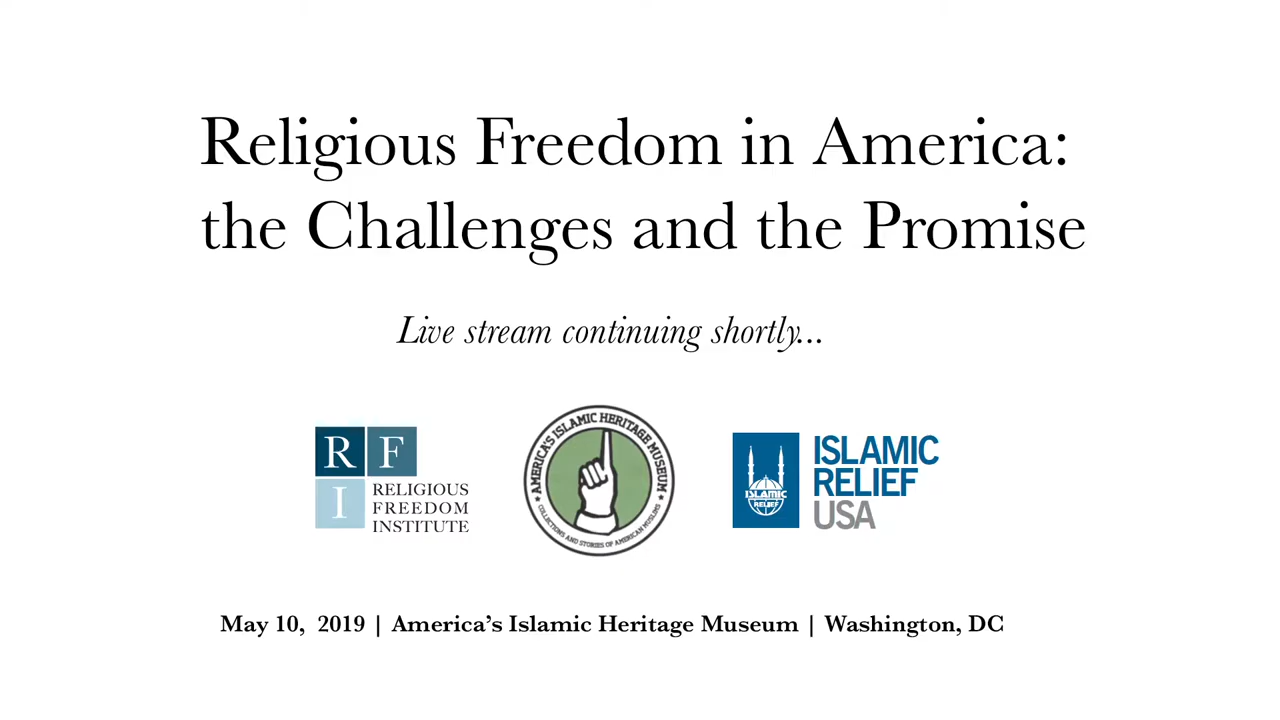 Religious Freedom in America:
the Challenges and the Promise
Live stream continuing shortly...
R F
I RELIGIOUS
FREEDOM
INSTITUTE
AMERICA'S ISLAMIC HERITAGE MUSEUM
★ COLLECTIONS AND STORIES OF AMERICAN MUSLIMS ★
ISLAMIC
RELIEF
ISLAMIC
RELIEF
USA
May 10,  2019 | America’s Islamic Heritage Museum | Washington, DC